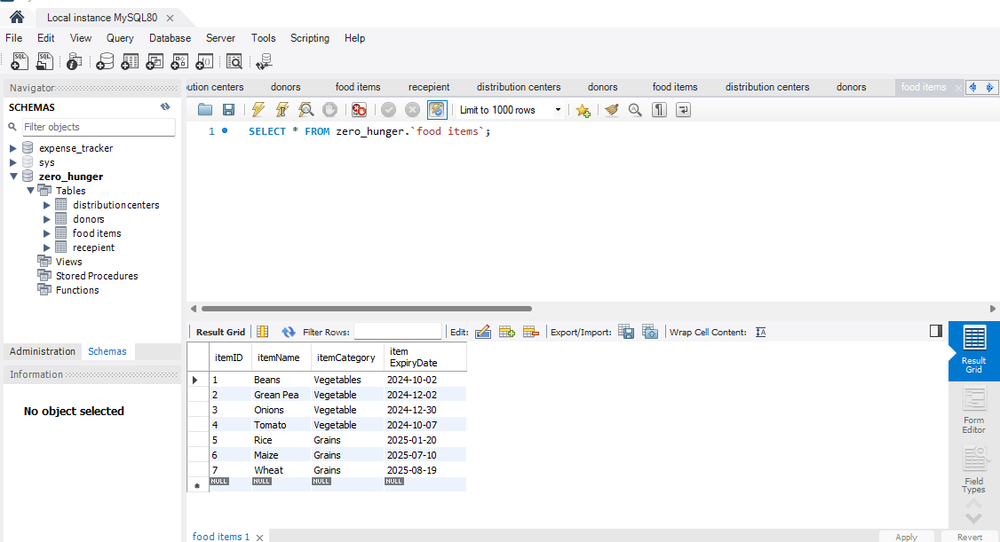 Local instance MySQL80
File Edit View Query Database Server Tools Scripting Help
Navigator
SCHEMAS
Filter objects
expense_tracker
sys
zero_hunger
Tables
distribution centers
donors
food items
recepient
Views
Stored Procedures
Functions
Administration Schemas
Information
No object selected
ution centers donors food items recepient distribution centers donors food items distribution centers donors food items
Limit to 1000 rows
1 SELECT * FROM zero_hunger.`food items`;
Result Grid Filter Rows: Edit: Export/Import: Wrap Cell Content:
itemID itemName itemCategory item ExpiryDate
1 Beans Vegetables 2024-10-02
2 Grean Pea Vegetable 2024-12-02
3 Onions Vegetable 2024-12-30
4 Tomato Vegetable 2024-10-07
5 Rice Grains 2025-01-20
6 Maize Grains 2025-07-10
7 Wheat Grains 2025-08-19
NULL NULL NULL NULL
Result
Grid
Form
Editor
Field
Types
food items 1
Apply Revert